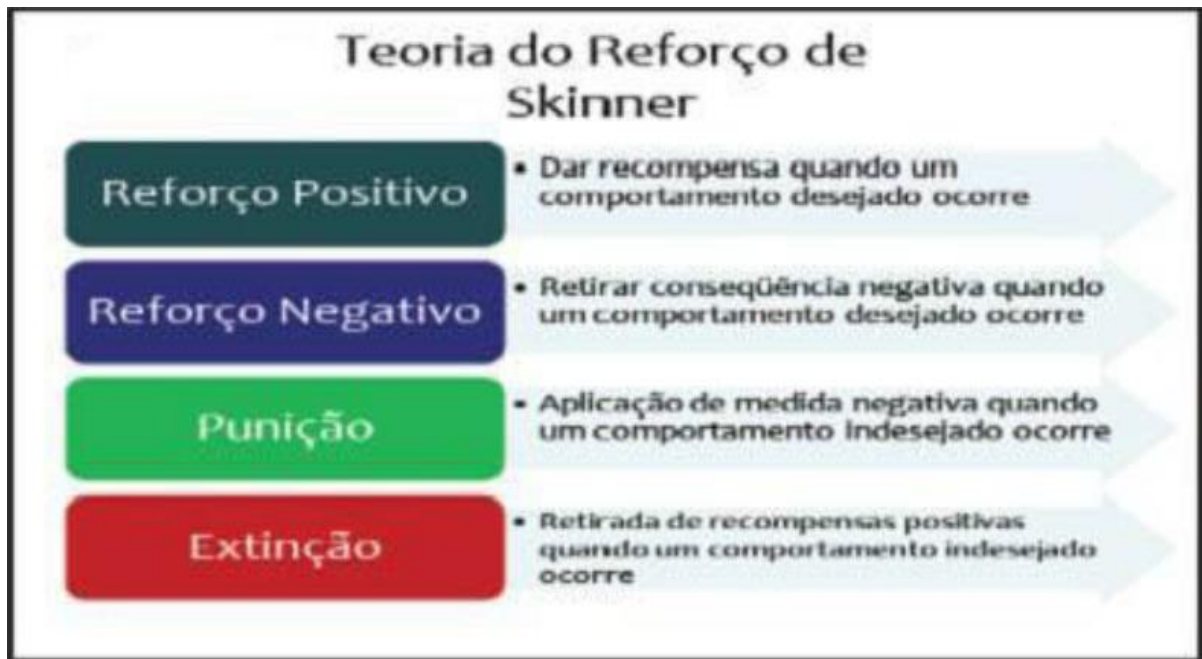 Teoria do Reforço de
Skinner
Reforço Positivo
• Dar recompensa quando um
comportamento desejado ocorre
Reforço Negativo
• Retirar conseqüência negativa quando
um comportamento desejado ocorre
Punição
• Aplicação de medida negativa quando
um comportamento indesejado ocorre
Extinção
• Retirada de recompensas positivas
quando um comportamento indesejado
ocorre